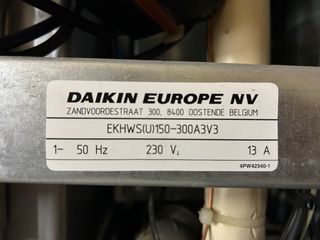 DAIKIN EUROPE NV
ZANDVOORDESTRAAT 300, 8400 OOSTENDE BELGIUM
EKHWS(U)150~300A3V3
1~ 50 Hz 230 V, 13 A
4PW42340-1